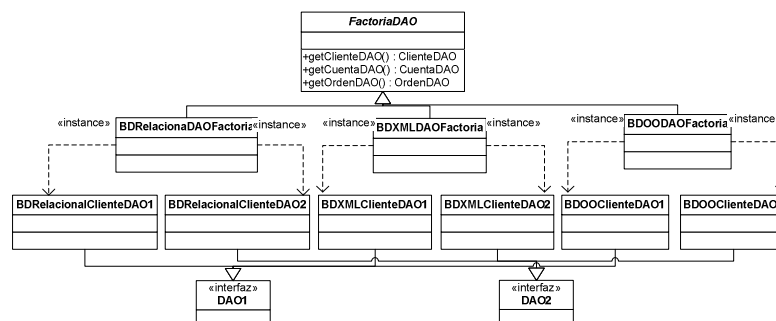 FactoriaDAO
+getClienteDAO() : ClienteDAO
+getCuentaDAO() : CuentaDAO
+getOrdenDAO() : OrdenDAO
«instance» BDRelacionaDAOFactoria «instance» «instance» BDXMLDAOFactoria «instance» «instance» BDOODAOFactoria «instance»
BDRelacionalClienteDAO1 BDRelacionalClienteDAO2 BDXMLClienteDAO1 BDXMLClienteDAO2 BDOOClienteDAO1 BDOOClienteDAO
«interfaz» «interfaz»
DAO1 DAO2